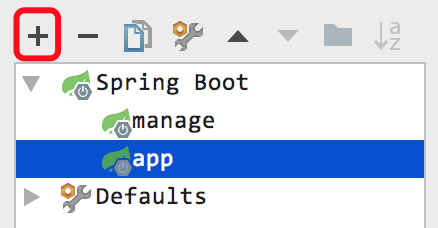 a
z
Spring Boot
manage
app
Defaults